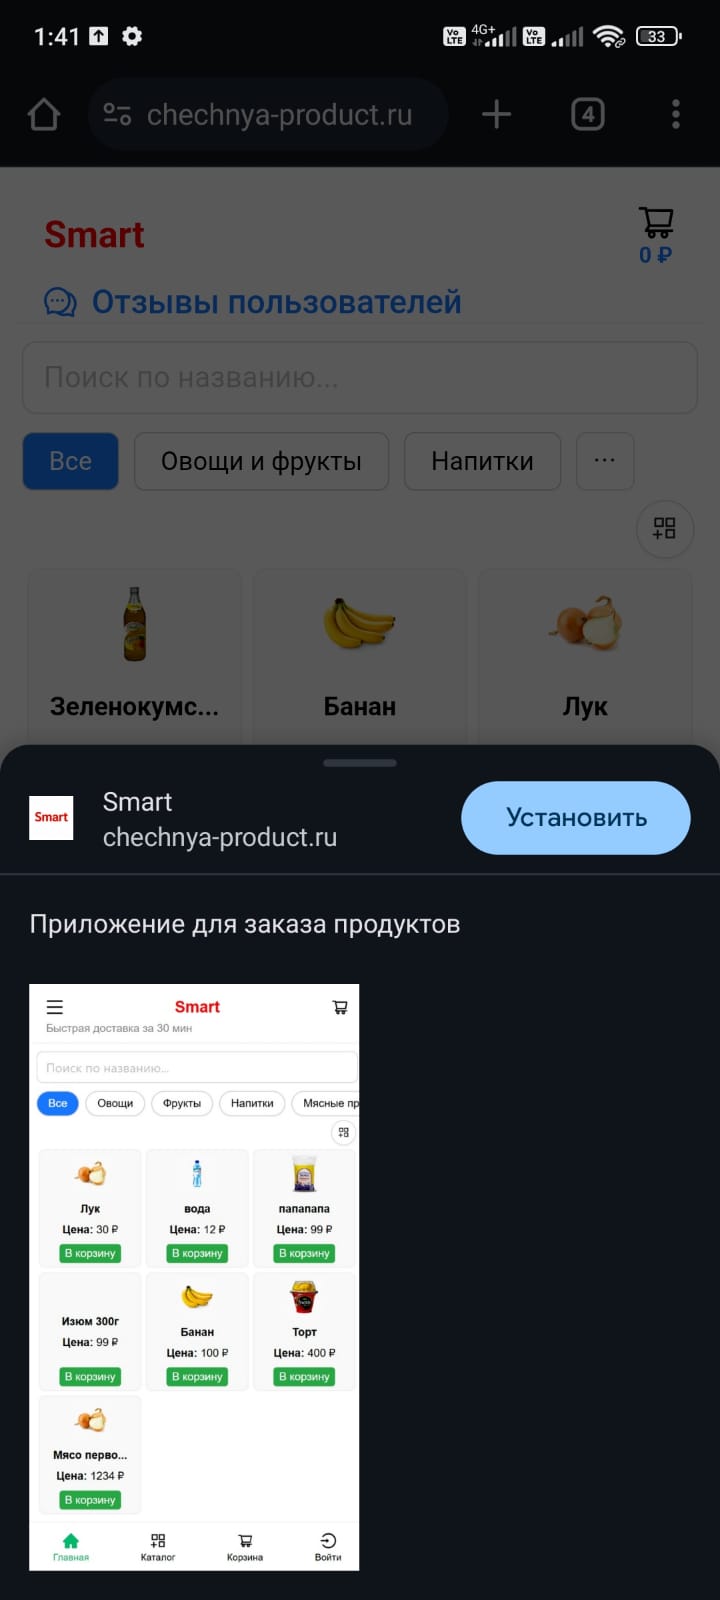 1:41
Vo LTE 4G+ Vo LTE 33
chechnya-product.ru
4
Smart
0 ₽
Отзывы пользователей
Поиск по названию...
Все Овощи и фрукты Напитки ...
Зеленокумс... Банан Лук
Smart
Smart
chechnya-product.ru
Установить
Приложение для заказа продуктов
Smart
Быстрая доставка за 30 мин
Поиск по названию...
Все Овощи Фрукты Напитки Мясные пр
Лук вода папапапа
Цена: 30 ₽ Цена: 12 ₽ Цена: 99 ₽
В корзину В корзину В корзину
Изюм 300г Банан Торт
Цена: 99 ₽ Цена: 100 ₽ Цена: 400 ₽
В корзину В корзину В корзину
Мясо перво...
Цена: 1234 ₽
В корзину
Главная Каталог Корзина Войти